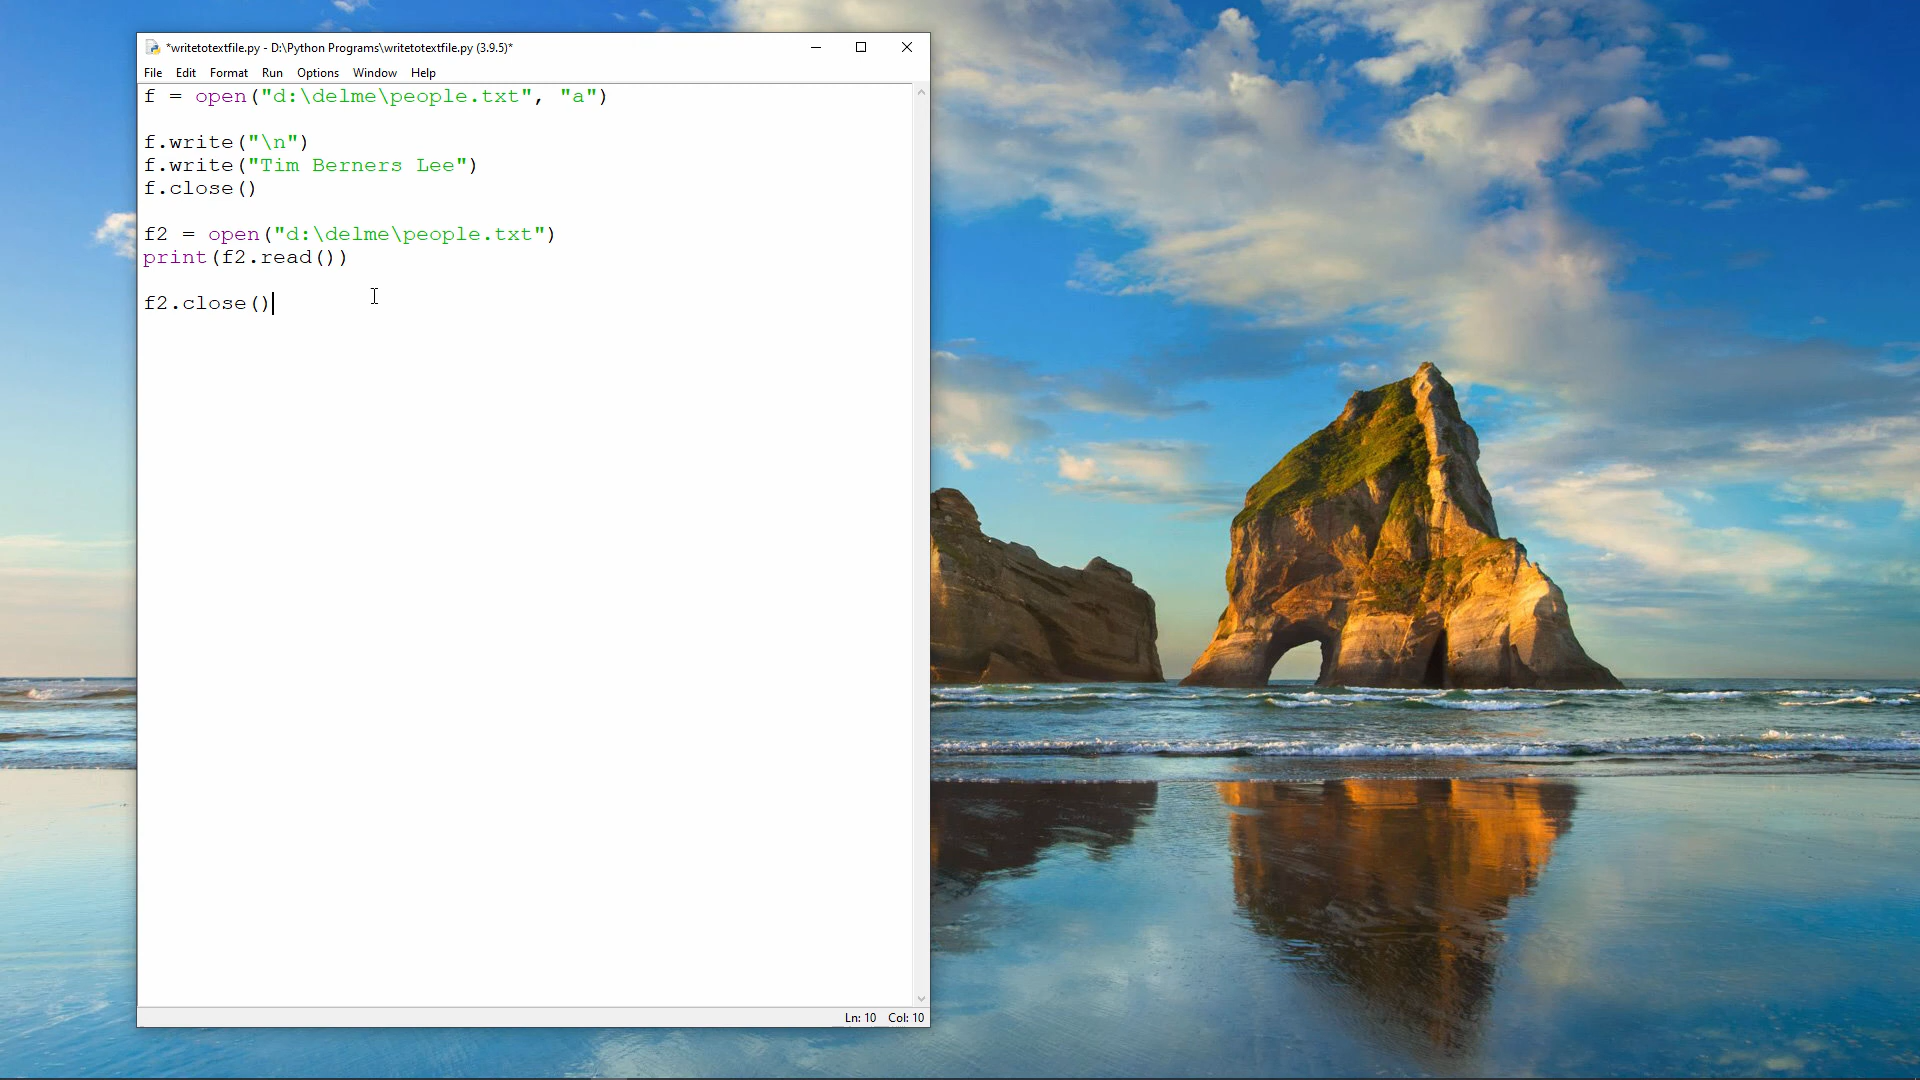 *writetotextfile.py - D:\Python Programs\writetotextfile.py (3.9.5)*
File Edit Format Run Options Window Help
f = open("d:\delme\people.txt", "a")
f.write("\n")
f.write("Tim Berners Lee")
f.close()
f2 = open("d:\delme\people.txt")
print(f2.read())
f2.close()
Ln: 10 Col: 10